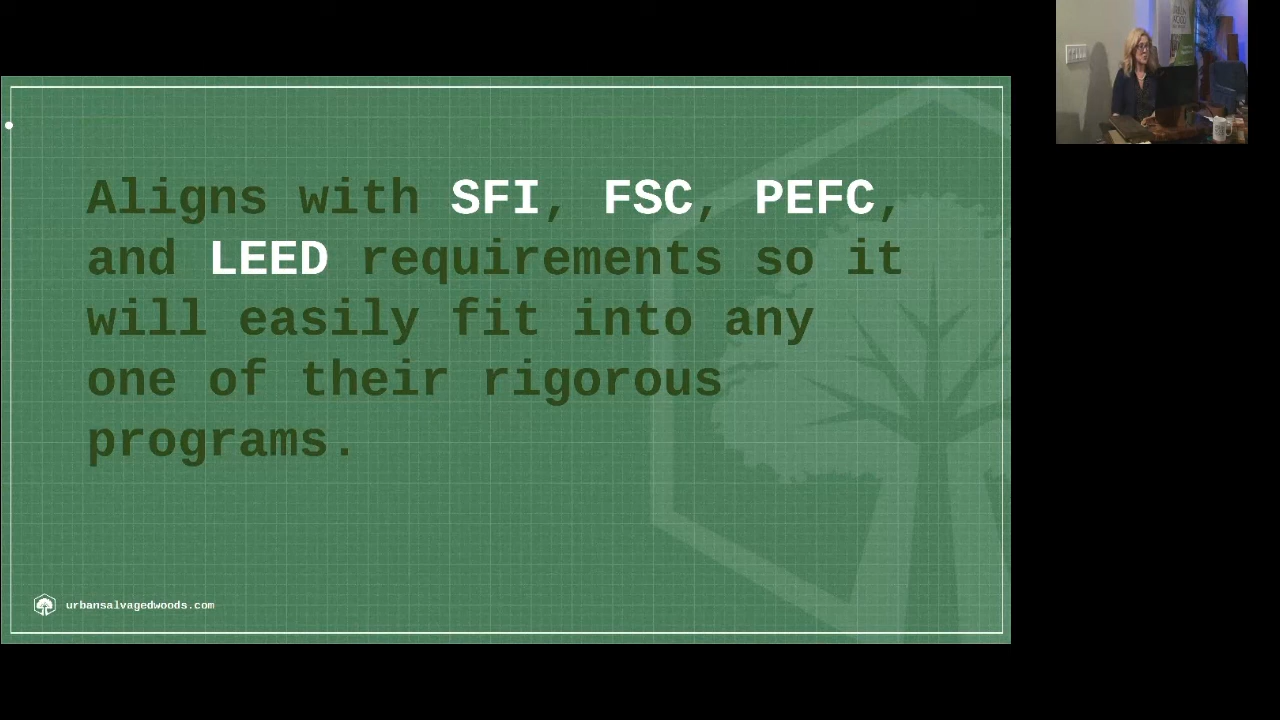 Aligns with SFI, FSC, PEFC,
and LEED requirements so it
will easily fit into any
one of their rigorous
programs.
urbansalvagedwoods.com